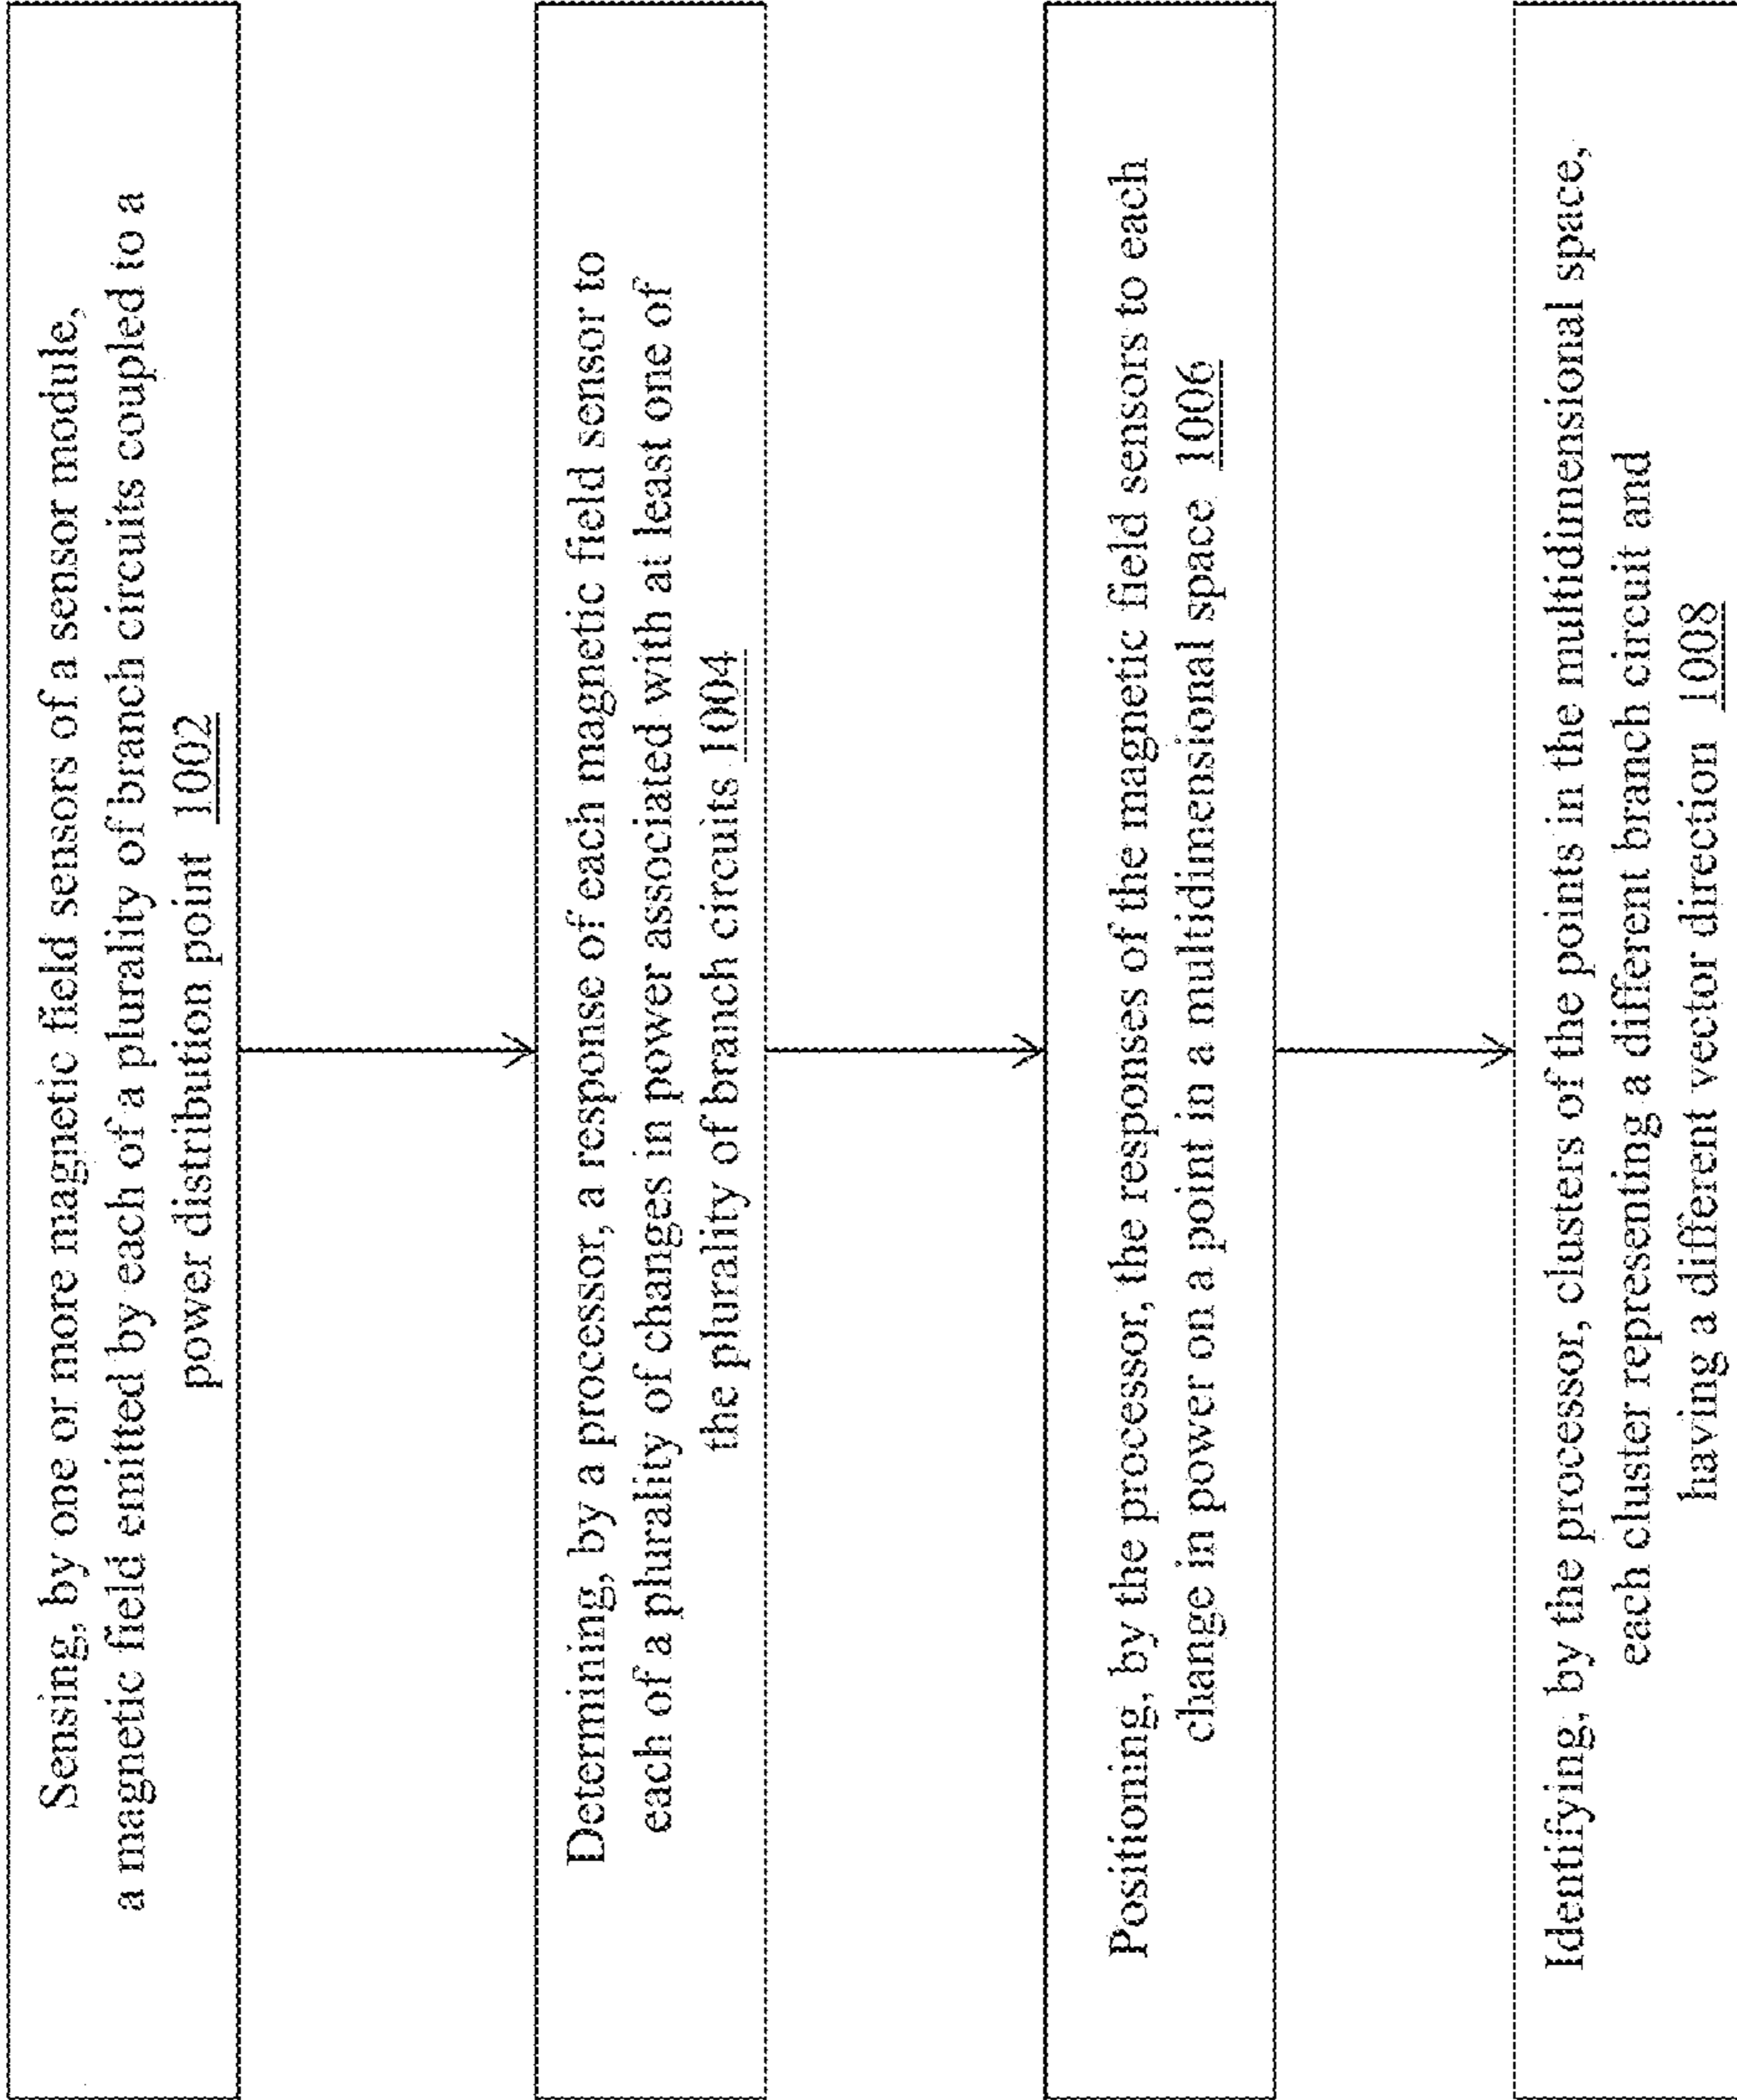 Sensing, by one or more magnetic field sensors of a sensor module,
a magnetic field emitted by each of a plurality of branch circuits coupled to a
power distribution point 1002
Determining, by a processor, a response of each magnetic field sensor to
each of a plurality of changes in power associated with at least one of
the plurality of branch circuits 1004
Positioning, by the processor, the responses of the magnetic field sensors to each
change in power on a point in a multidimensional space 1006
Identifying, by the processor, clusters of the points in the multidimensional space,
each cluster representing a different branch circuit and
having a different vector direction 1008